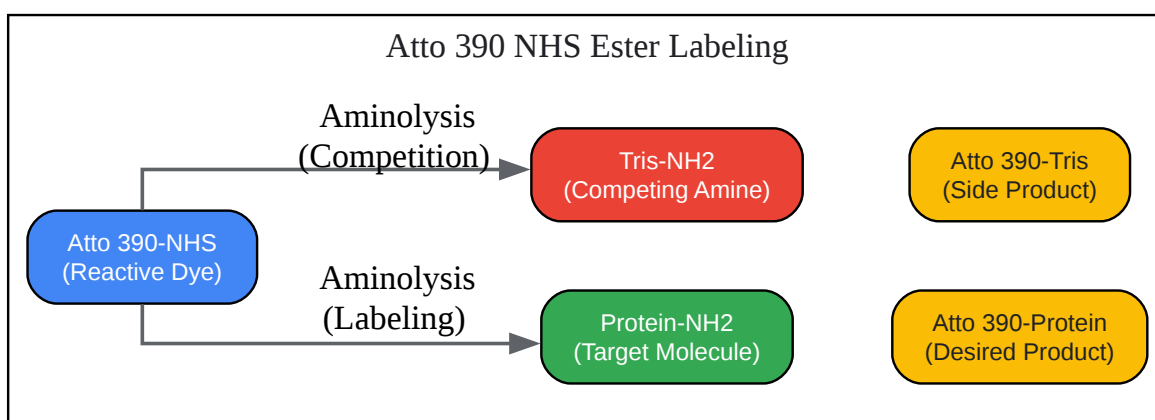 Atto 390 NHS Ester Labeling
Aminolysis
(Competition)
Tris-NH2
(Competing Amine)
Atto 390-Tris
(Side Product)
Atto 390-NHS
(Reactive Dye)
Aminolysis
(Labeling)
Protein-NH2
(Target Molecule)
Atto 390-Protein
(Desired Product)